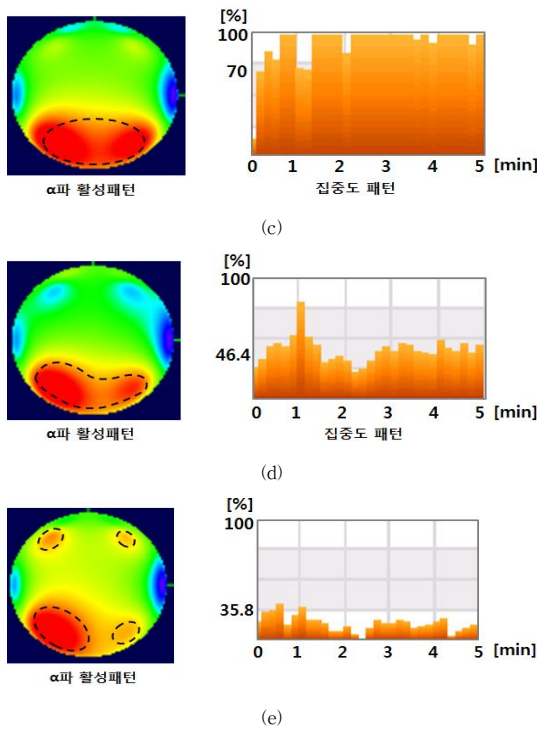 [%]
100
70
0 1 2 3 4 5 [min]
α파 활성패턴
집중도 패턴
(c)
[%]
100
46.4
0 1 2 3 4 5 [min]
α파 활성패턴
집중도 패턴
(d)
[%]
100
35.8
0 1 2 3 4 5 [min]
α파 활성패턴
(e)